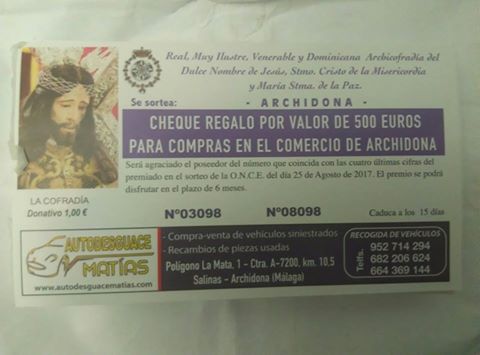 Real, Muy Ilustre, Venerable y Dominicana Archicofradía del
Dulce Nombre de Jesús, Stmo. Cristo de la Misericordia
y María Stma. de la Paz.
Se sortea:
- ARCHIDONA -
CHEQUE REGALO POR VALOR DE 500 EUROS
PARA COMPRAS EN EL COMERCIO DE ARCHIDONA
Será agraciado el poseedor del número que coincida con las cuatro últimas cifras del
premiado en el sorteo de la O.N.C.E. del día 25 de Agosto de 2017. El premio se podrá
disfrutar en el plazo de 6 meses.
LA COFRADÍA
Donativo 1,00 €
Nº03098
Nº08098
Caduca a los 15 días
AUTODESGUACE
MATÍAS
www.autodesguacematias.com
- Compra-venta de vehículos siniestrados
- Recambios de piezas usadas
Polígono La Mata, 1 - Ctra. A-7200, km. 10,5
Salinas - Archidona (Málaga)
RECOGIDA DE VEHÍCULOS
Telfs.
952 714 294
682 206 624
664 369 144